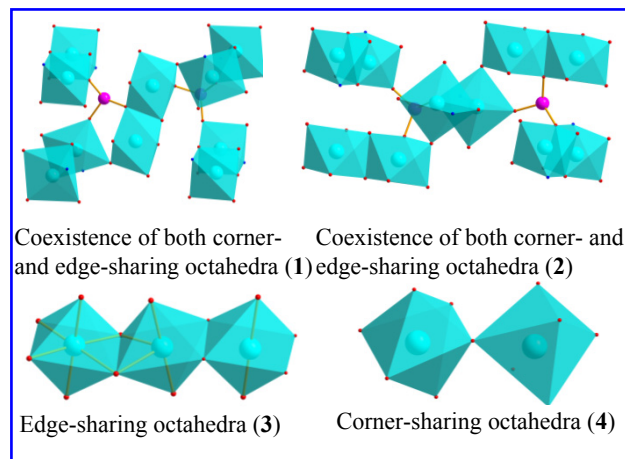 Coexistence of both corner-
and edge-sharing octahedra (1)
Coexistence of both corner- and
edge-sharing octahedra (2)
Edge-sharing octahedra (3)
Corner-sharing octahedra (4)